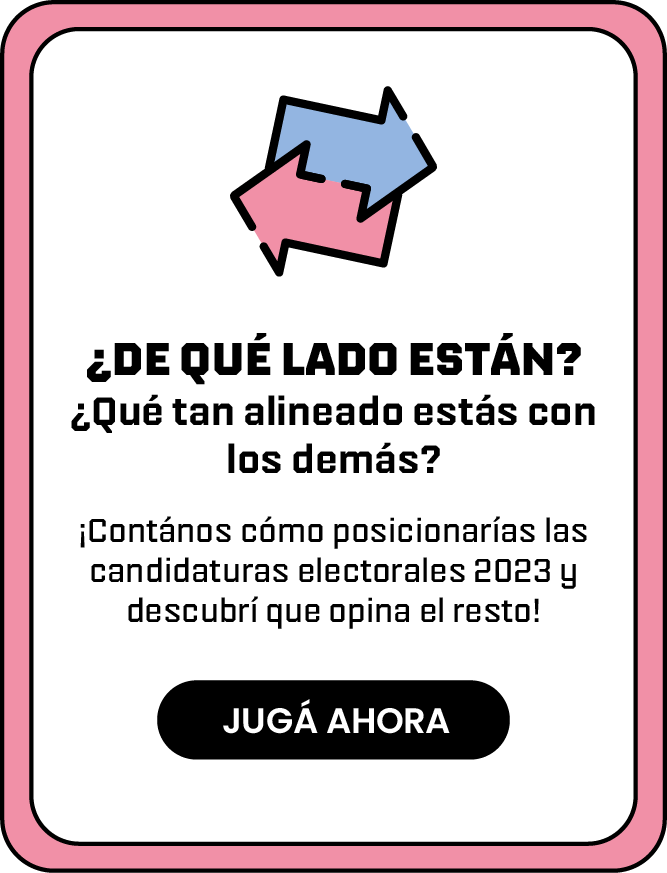 ¿DE QUÉ LADO ESTÁN?
¿Qué tan alineado estás con
los demás?
¡Contános cómo posicionarías las
candidaturas electorales 2023 y
descubrí que opina el resto!
JUGÁ AHORA